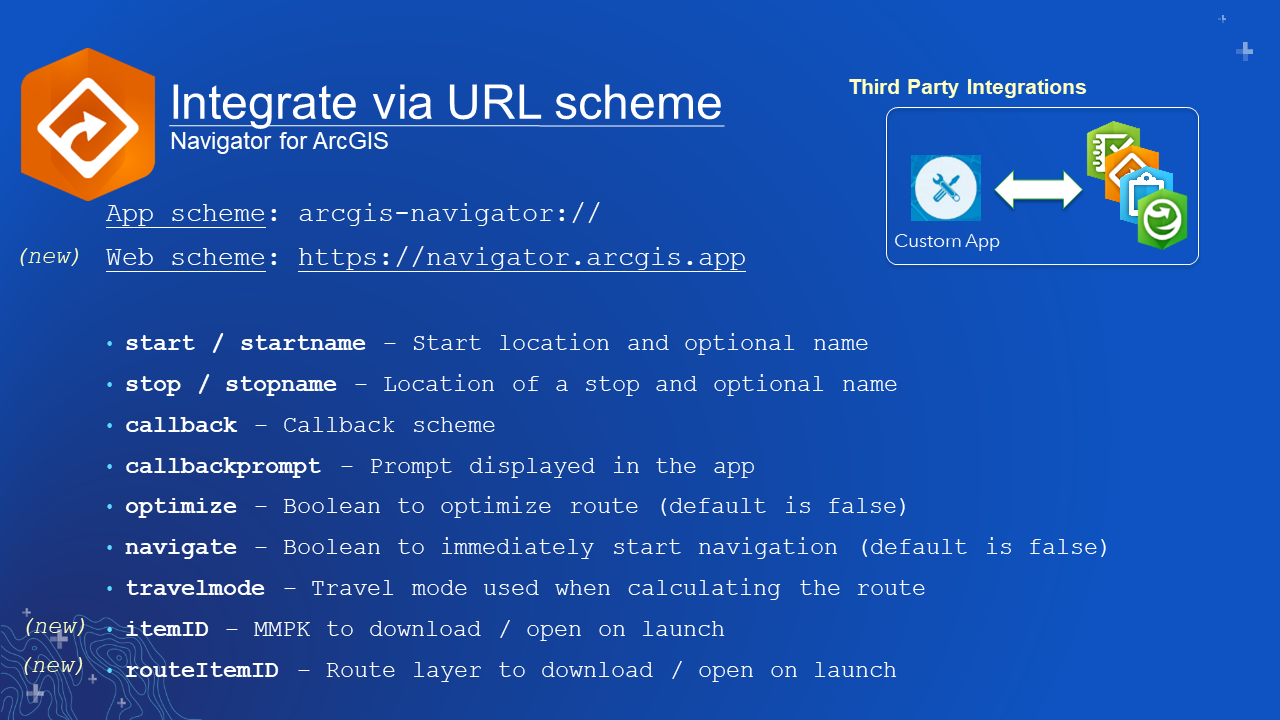 Integrate via URL scheme
Navigator for ArcGIS
Third Party Integrations
Custom App
App scheme: arcgis-navigator://
(new) Web scheme: https://navigator.arcgis.app
• start / startname – Start location and optional name
• stop / stopname – Location of a stop and optional name
• callback – Callback scheme
• callbackprompt – Prompt displayed in the app
• optimize – Boolean to optimize route (default is false)
• navigate – Boolean to immediately start navigation (default is false)
• travelmode – Travel mode used when calculating the route
(new) • itemID – MMPK to download / open on launch
(new) • routeItemID – Route layer to download / open on launch